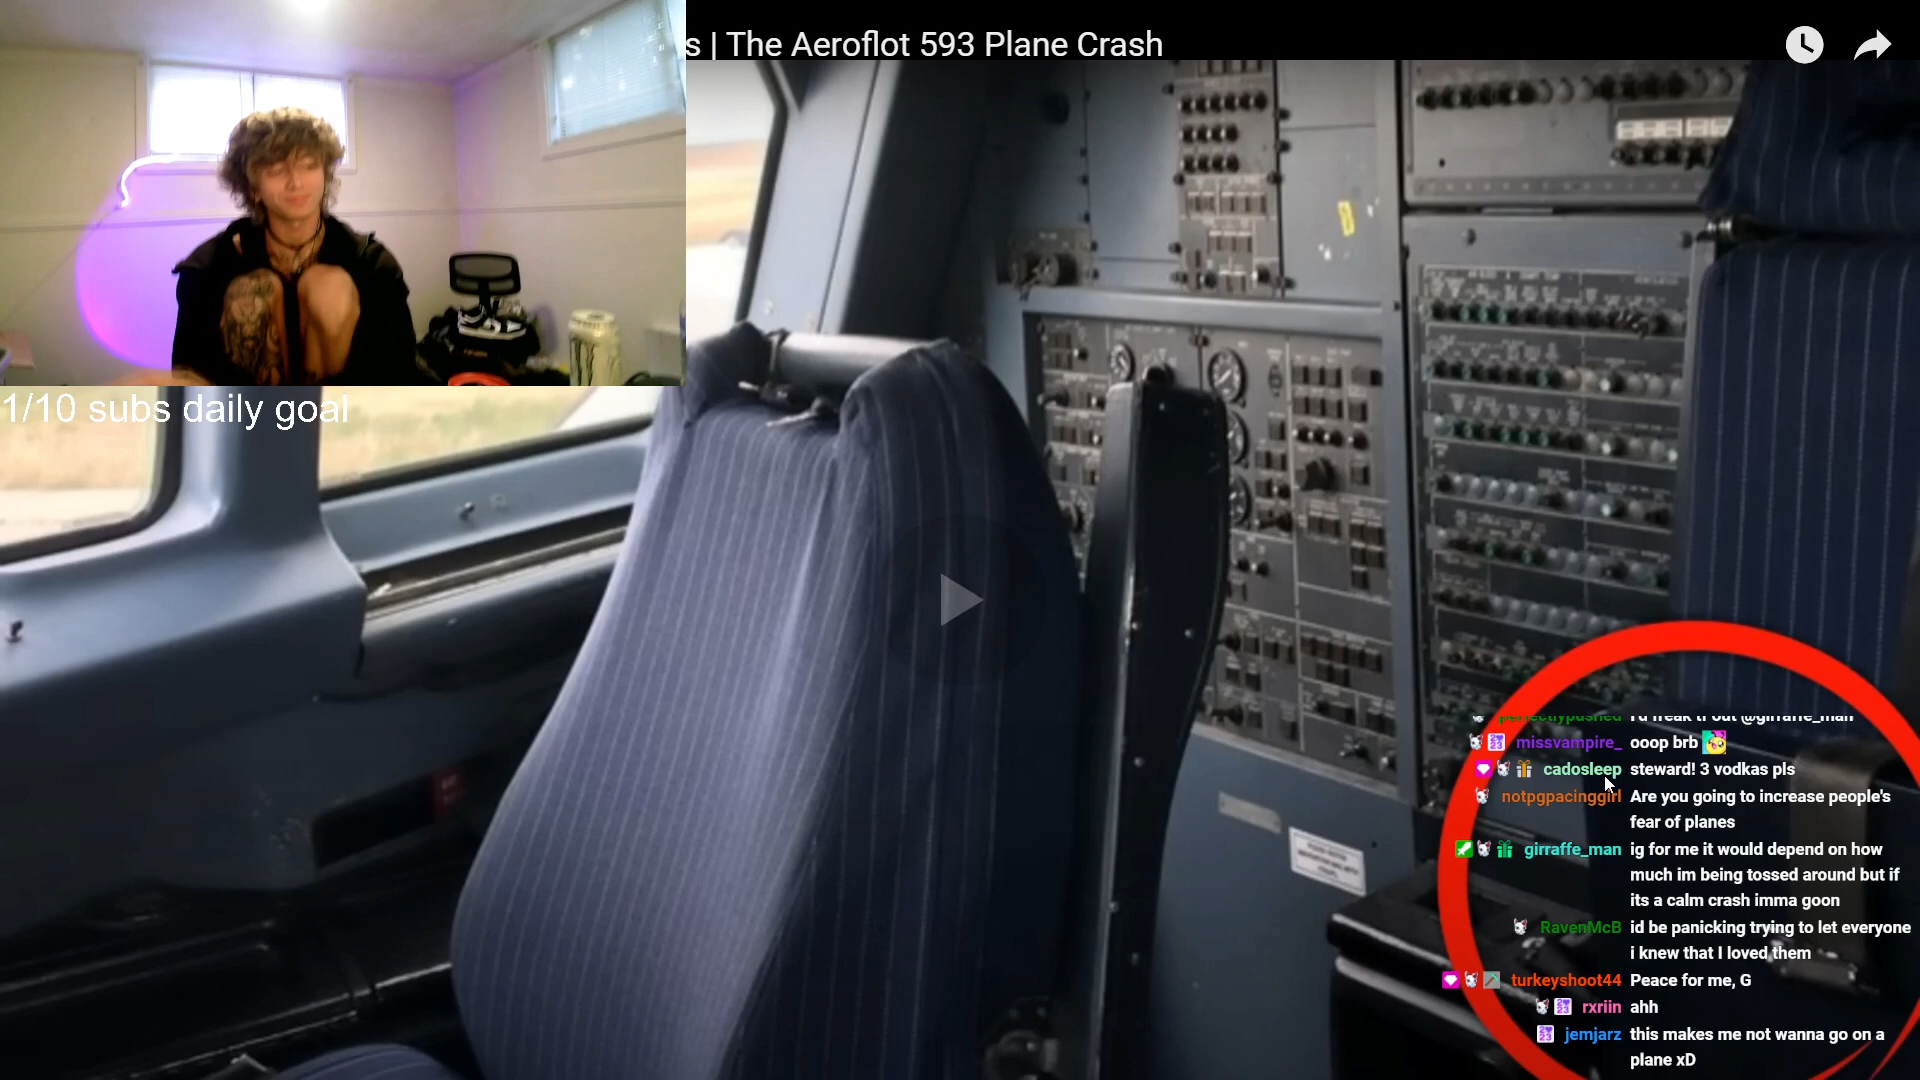 s | The Aeroflot 593 Plane Crash
1/10 subs daily goal
missvampire_ ooop brb
cadosleep steward! 3 vodkas pls
notpgpacinggirl Are you going to increase people's
fear of planes
girraffe_man ig for me it would depend on how
much im being tossed around but if
its a calm crash imma goon
RavenMcB id be panicking trying to let everyone
i knew that I loved them
turkeyshoot44 Peace for me, G
rxriin ahh
jemjarz this makes me not wanna go on a
plane xD